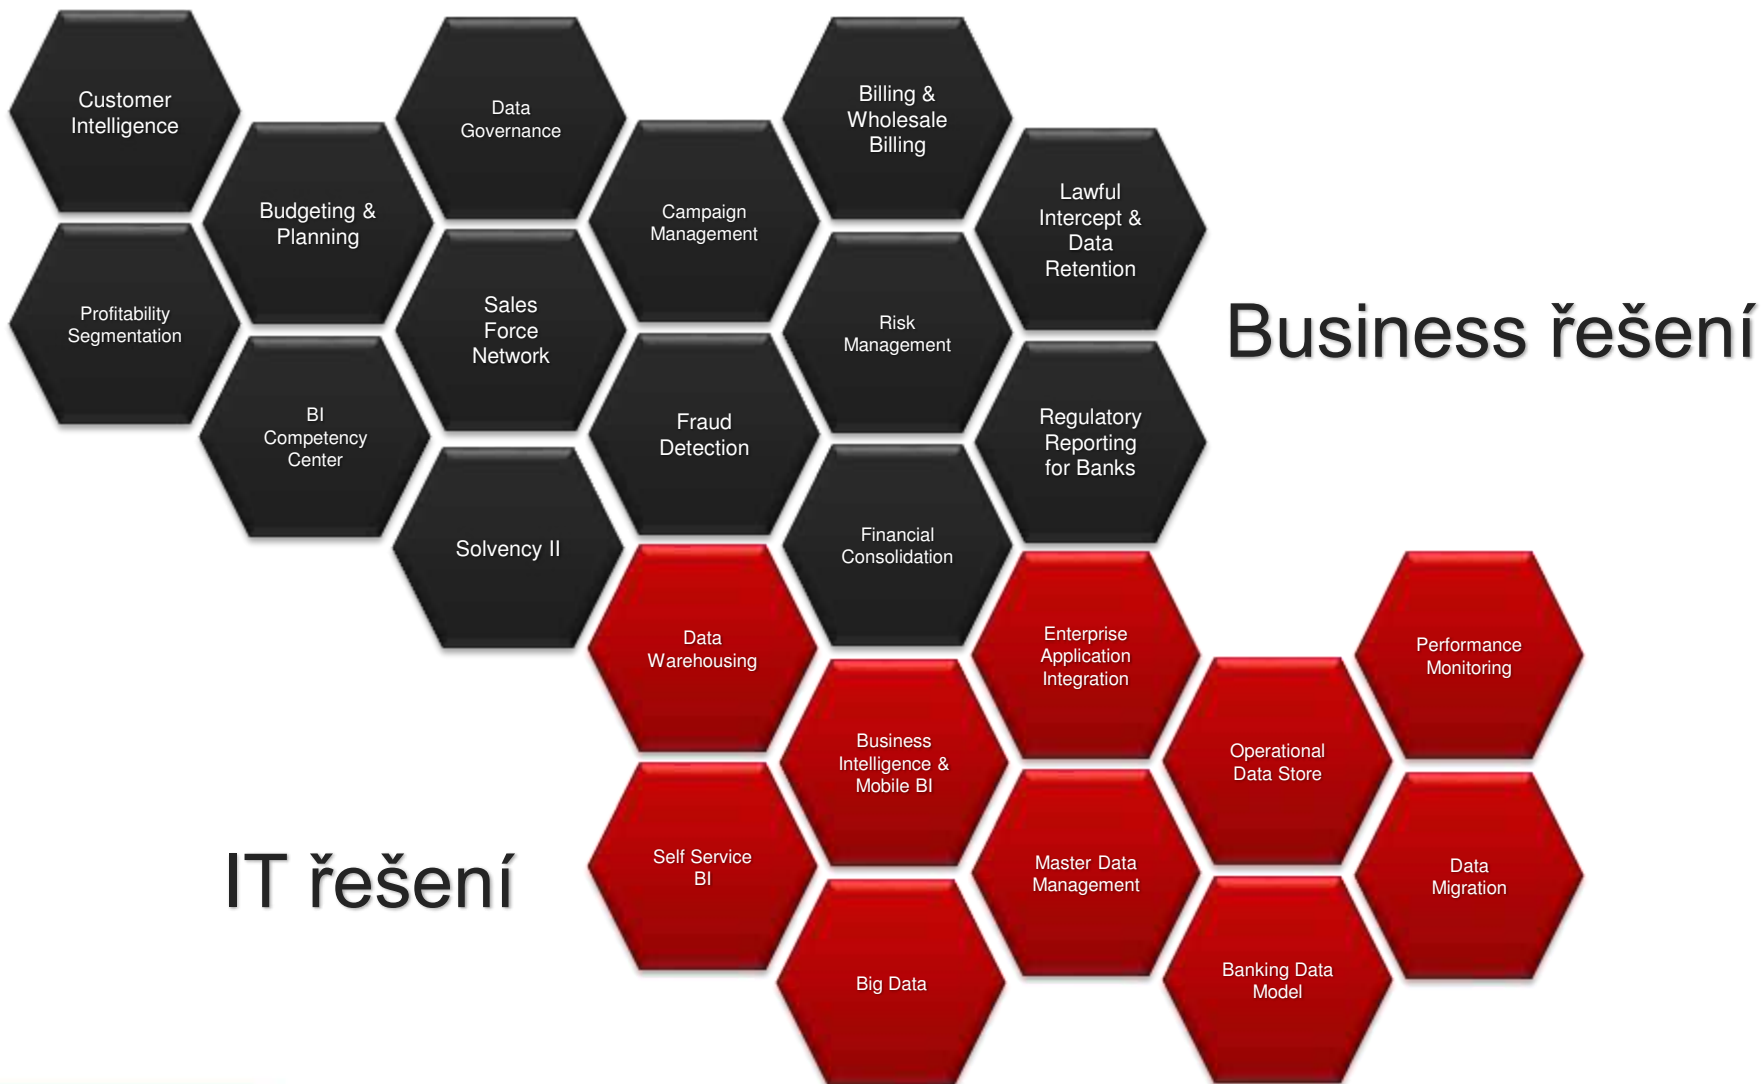 Customer
Intelligence
Data
Governance
Billing &
Wholesale
Billing
Budgeting &
Planning
Campaign
Management
Lawful
Intercept &
Data
Retention
Profitability
Segmentation
Sales
Force
Network
Risk
Management
Business řešení
BI
Competency
Center
Fraud
Detection
Regulatory
Reporting
for Banks
Solvency II
Financial
Consolidation
Data
Warehousing
Enterprise
Application
Integration
Performance
Monitoring
Business
Intelligence &
Mobile BI
Operational
Data Store
IT řešení
Self Service
BI
Master Data
Management
Data
Migration
Big Data
Banking Data
Model